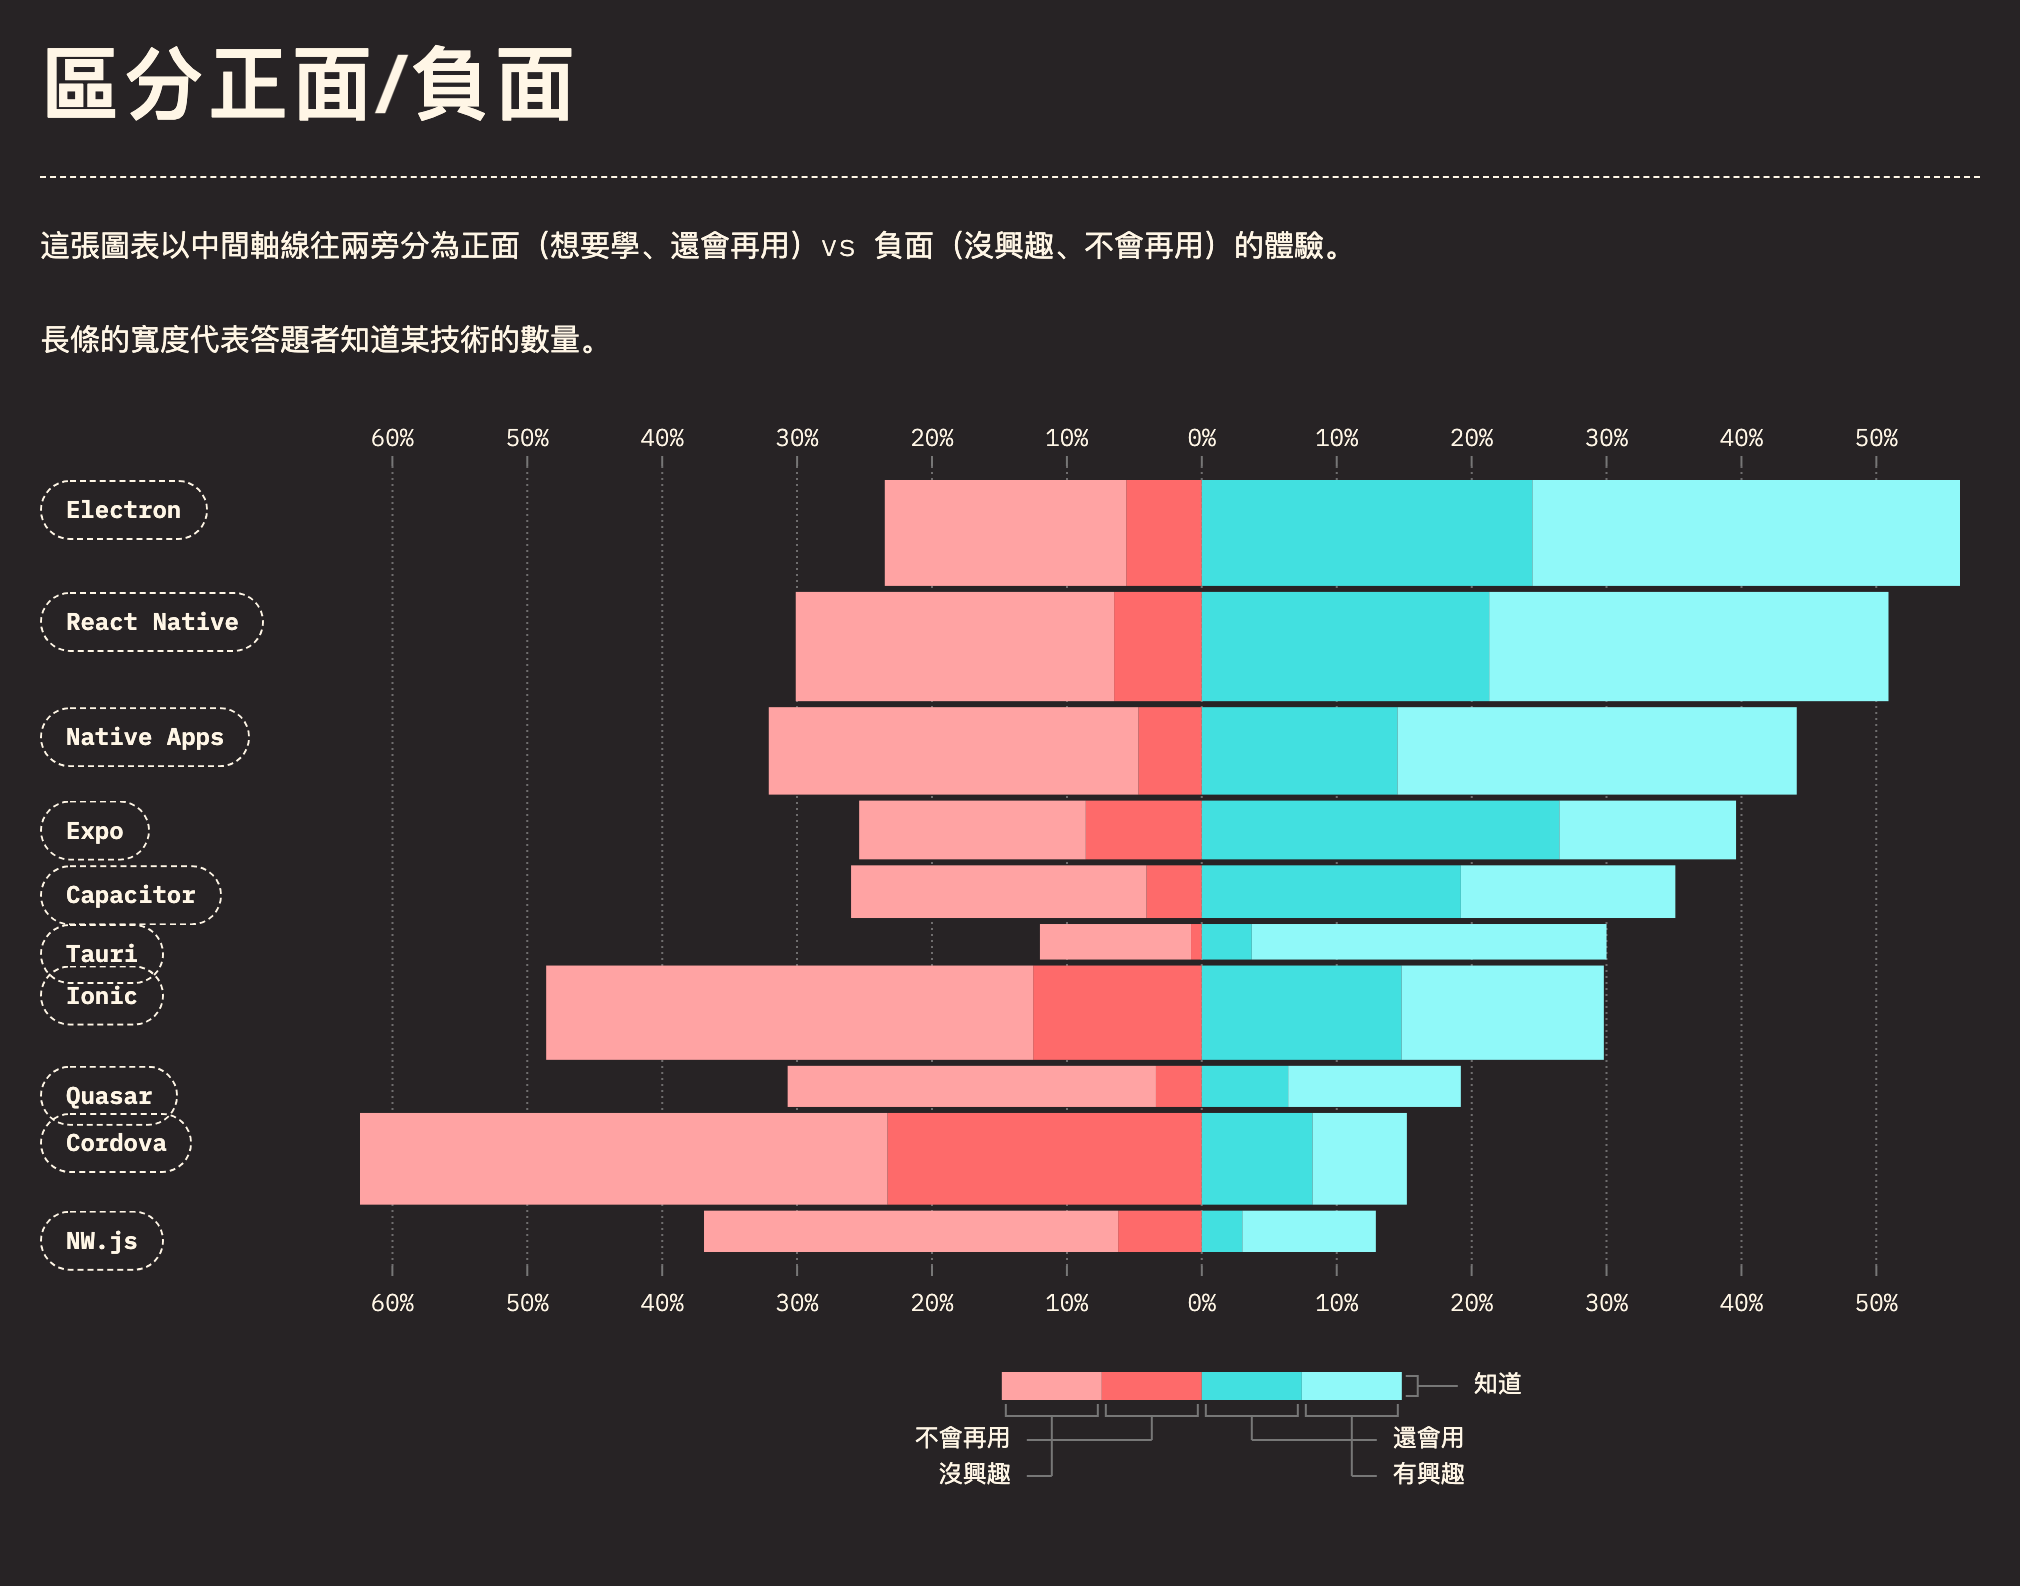 區分正面/負面
這張圖表以中間軸線往兩旁分為正面（想要學、還會再用）vs 負面（沒興趣、不會再用）的體驗。
長條的寬度代表答題者知道某技術的數量。
60% 50% 40% 30% 20% 10% 0% 10% 20% 30% 40% 50%
Electron
React Native
Native Apps
Expo
Capacitor
Tauri
Ionic
Quasar
Cordova
NW.js
60% 50% 40% 30% 20% 10% 0% 10% 20% 30% 40% 50%
知道
不會再用 還會用
沒興趣 有興趣